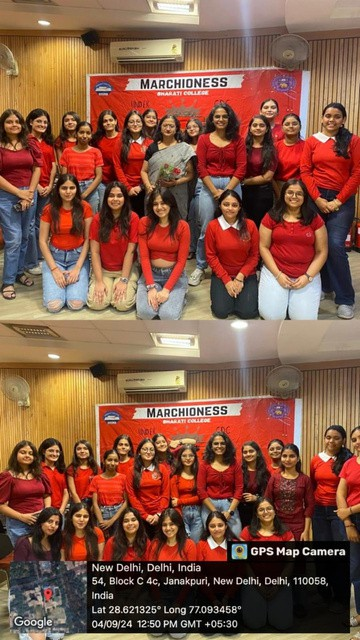 MARCHIONESS
BHARATI COLLEGE
MARCHIONESS
BHARATI COLLEGE
GPS Map Camera
New Delhi, Delhi, India
54, Block C 4c, Janakpuri, New Delhi, Delhi, 110058,
India
Lat 28.621325° Long 77.093458°
04/09/24 12:50 PM GMT +05:30
Google